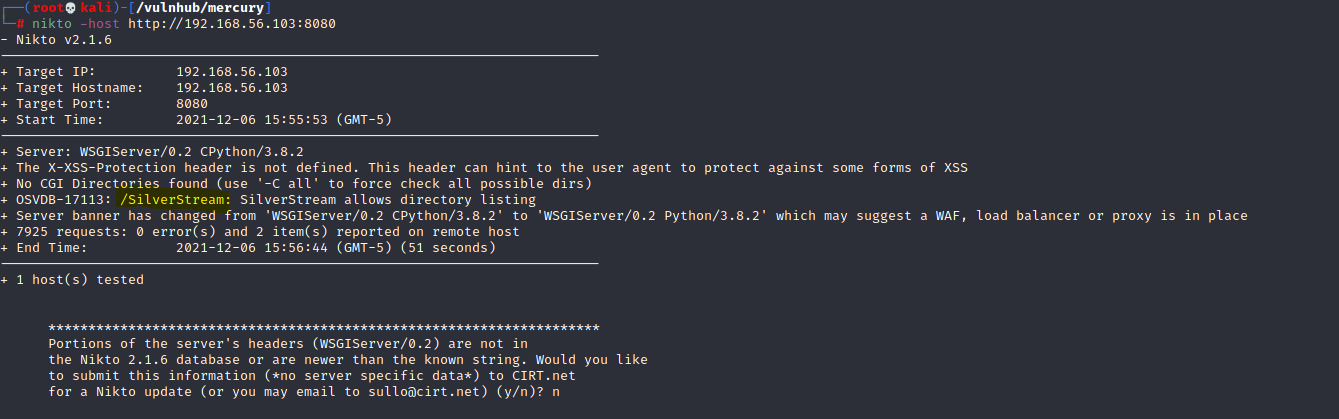 ┌──(root💀kali)-[/vulnhub/mercury]
└─# nikto -host http://192.168.56.103:8080
- Nikto v2.1.6
---------------------------------------------------------------------------
+ Target IP:          192.168.56.103
+ Target Hostname:    192.168.56.103
+ Target Port:        8080
+ Start Time:         2021-12-06 15:55:53 (GMT-5)
---------------------------------------------------------------------------
+ Server: WSGIServer/0.2 CPython/3.8.2
+ The X-XSS-Protection header is not defined. This header can hint to the user agent to protect against some forms of XSS
+ No CGI Directories found (use '-C all' to force check all possible dirs)
+ OSVDB-17113: /SilverStream: SilverStream allows directory listing
+ Server banner has changed from 'WSGIServer/0.2 CPython/3.8.2' to 'WSGIServer/0.2 Python/3.8.2' which may suggest a WAF, load balancer or proxy is in place
+ 7925 requests: 0 error(s) and 2 item(s) reported on remote host
+ End Time:           2021-12-06 15:56:44 (GMT-5) (51 seconds)
---------------------------------------------------------------------------
+ 1 host(s) tested
*********************************************************************
Portions of the server's headers (WSGIServer/0.2) are not in
the Nikto 2.1.6 database or are newer than the known string. Would you like
to submit this information (*no server specific data*) to CIRT.net
for a Nikto update (or you may email to sullo@cirt.net) (y/n)? n